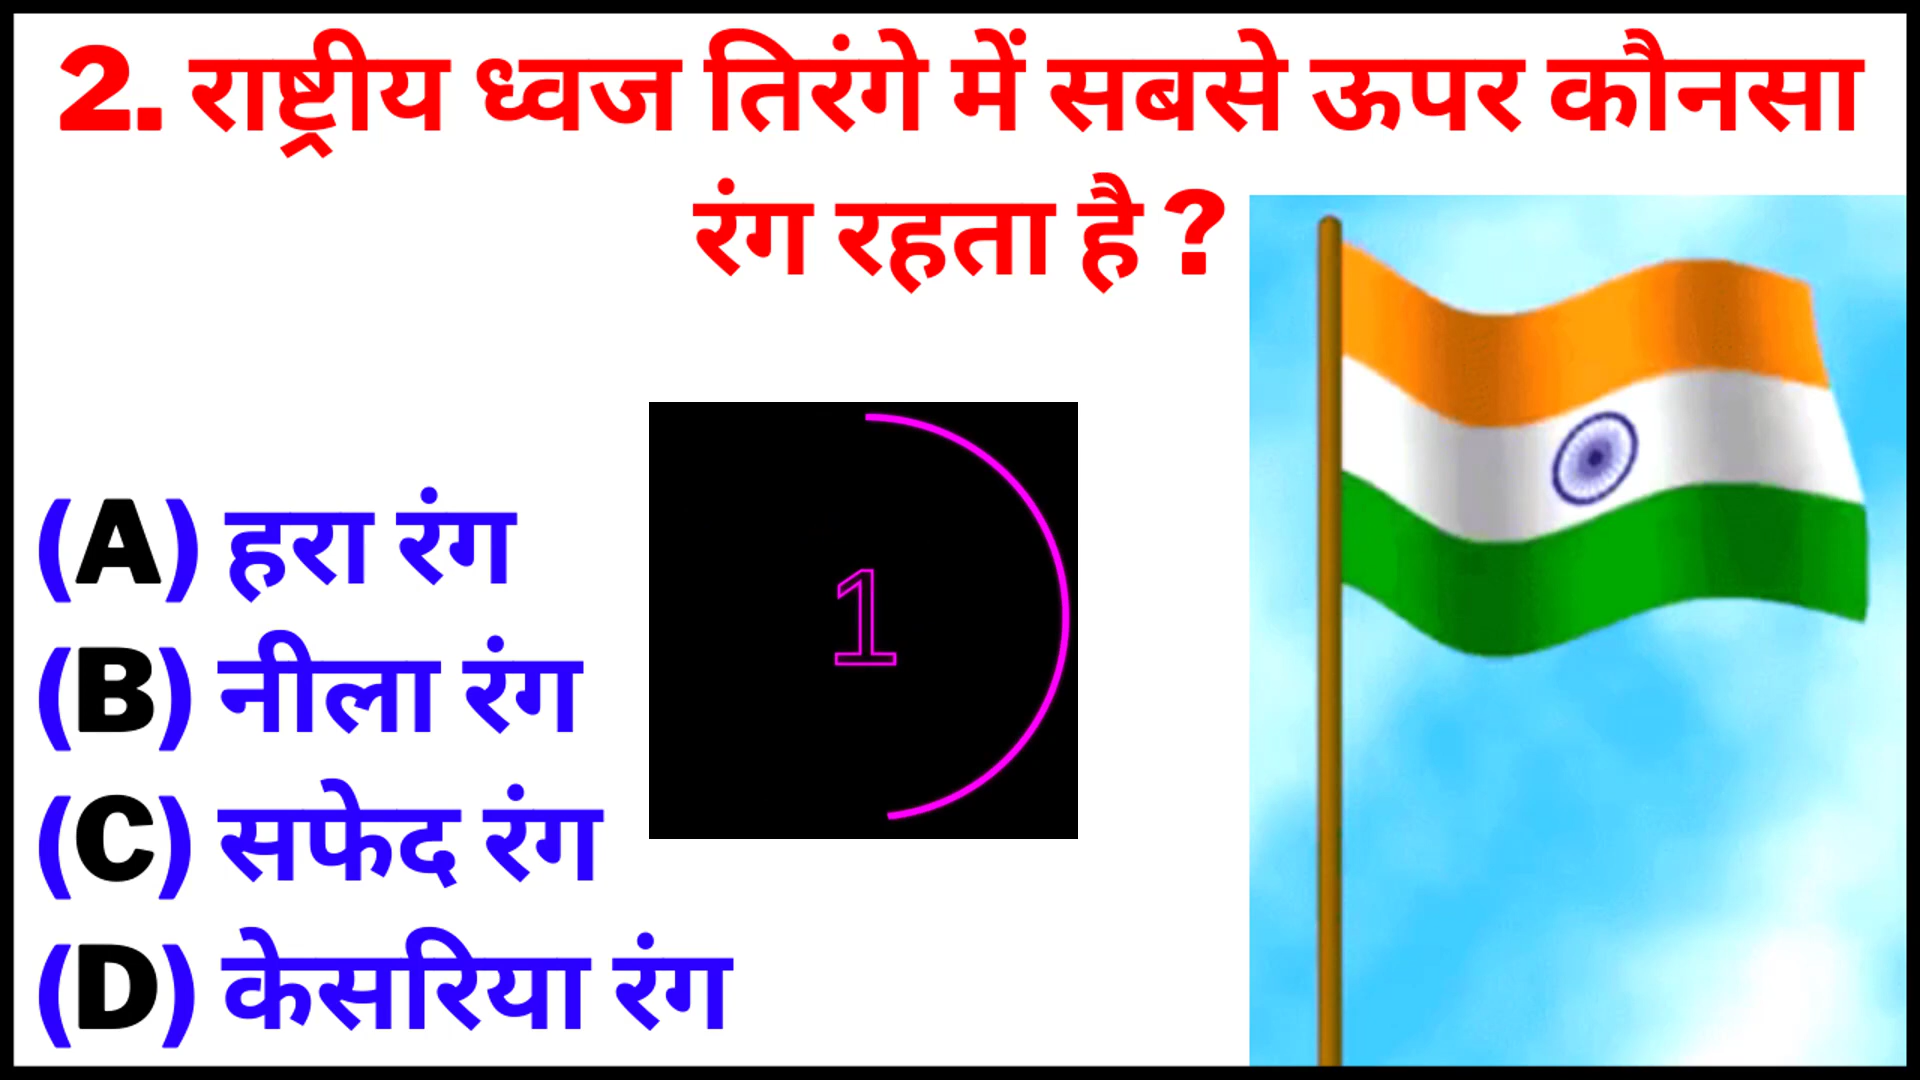 2. राष्ट्रीय ध्वज तिरंगे में सबसे ऊपर कौनसा
रंग रहता है ?
(A) हरा रंग
(B) नीला रंग
(C) सफेद रंग
(D) केसरिया रंग
1